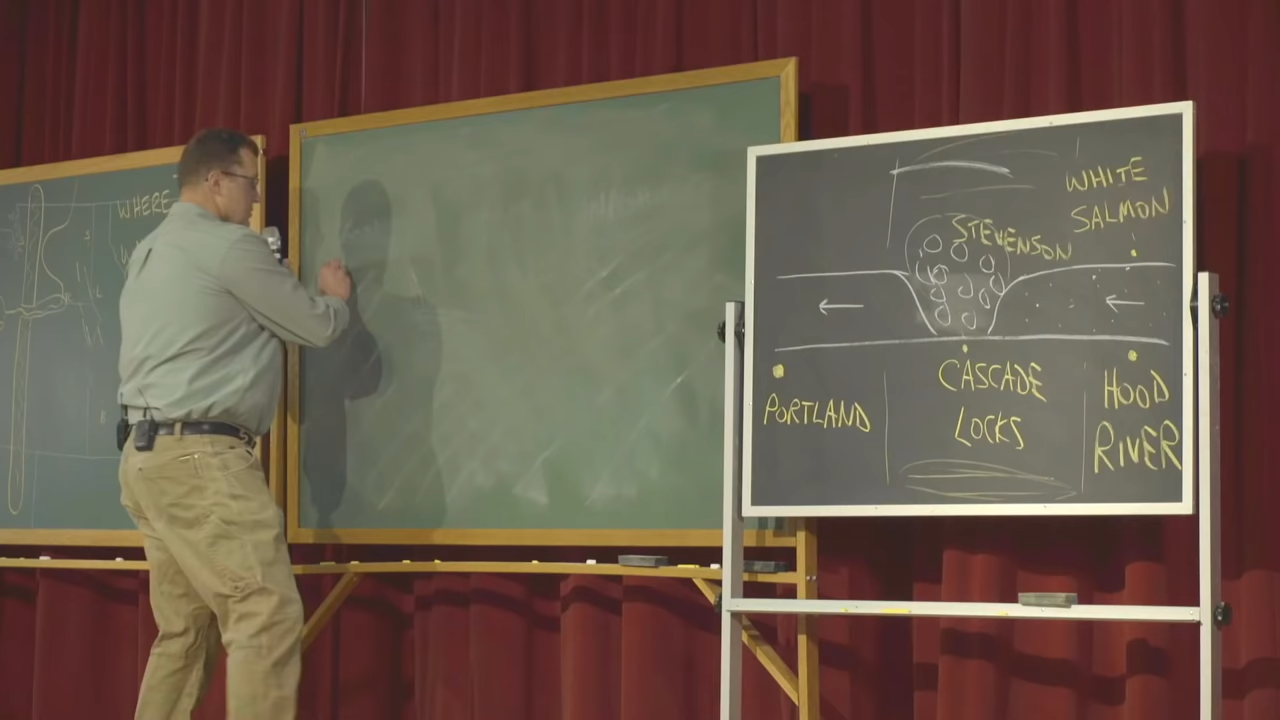 WHERE
WHITE
SALMON
STEVENSON
CASCADE
LOCKS
PORTLAND
HOOD
RIVER